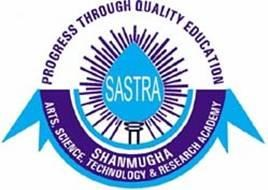 PROGRESS THROUGH QUALITY EDUCATION
SASTRA
SHANMUGHA
ARTS, SCIENCE, TECHNOLOGY & RESEARCH ACADEMY